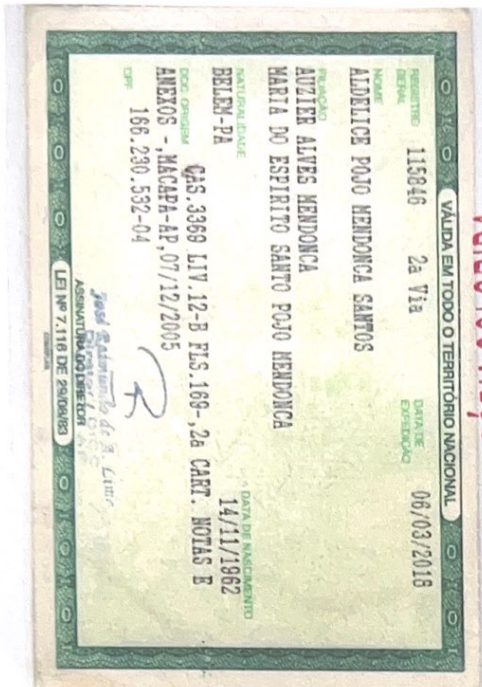 VÁLIDA EM TODO O TERRITÓRIO NACIONAL
REGISTRO GERAL 115846 2a Via DATA DE EXPEDIÇÃO 06/03/2018
NOME
ALDELICE POJO MENDONCA SANTOS
FILIAÇÃO
AUZIER ALVES MENDONCA
MARIA DO ESPIRITO SANTO POJO MENDONCA
NATURALIDADE DATA DE NASCIMENTO
BELEM-PA 14/11/1962
DOC ORIGEM CAS.3369 LIV.12-B FLS.169-,2a CART. NOTAS E
ANEXOS -,MACAPA-AP,07/12/2005
CPF 166.230.532-04
José Raimundo de
ASSINATURA DO DIRETOR
LEI Nº 7.116 DE 29/08/83